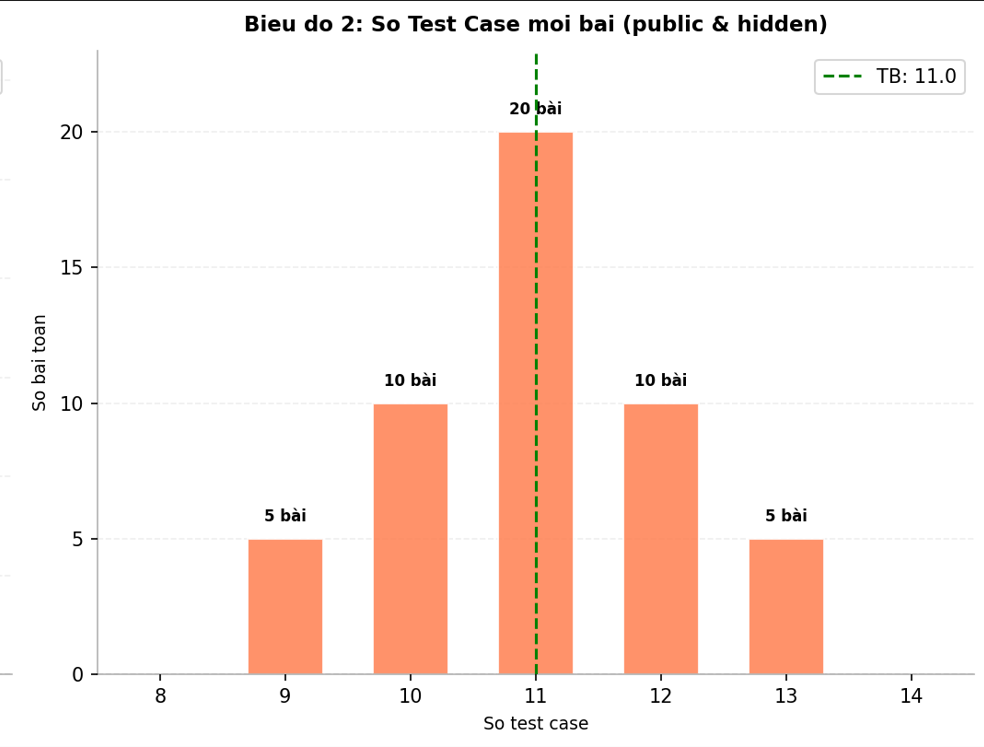 Bieu do 2: So Test Case moi bai (public & hidden)
TB: 11.0
20 bài
20
15
10 bài
10 bài
So bai toan
10
5 bài
5 bài
5
0
8 9 10 11 12 13 14
So test case